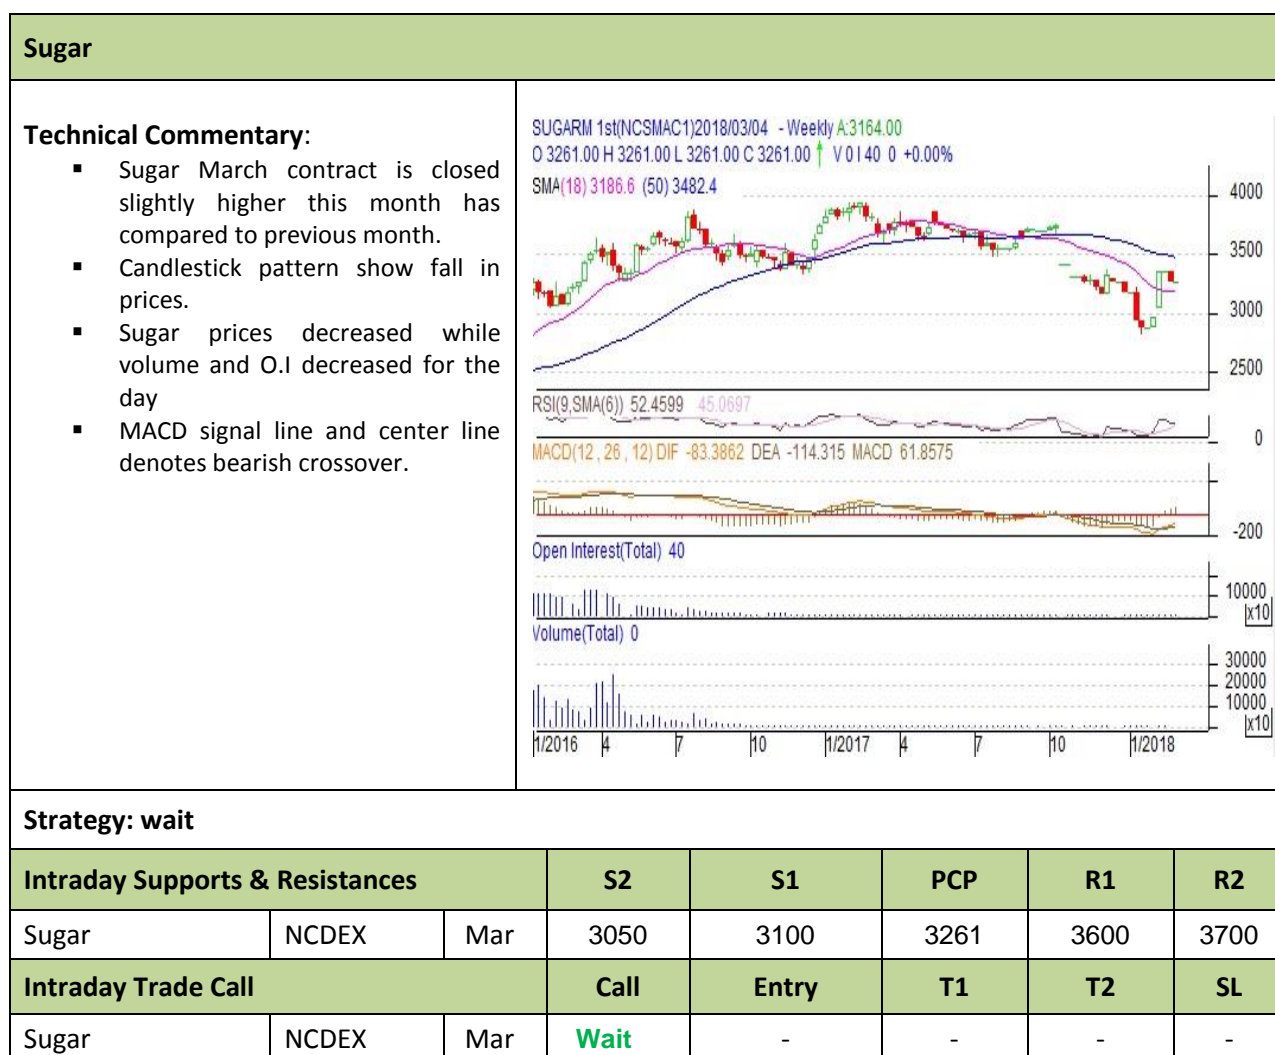 Sugar
Technical Commentary:
▪ Sugar March contract is closed
slightly higher this month has
compared to previous month.
▪ Candlestick pattern show fall in
prices.
▪ Sugar prices decreased while
volume and O.I decreased for the
day
▪ MACD signal line and center line
denotes bearish crossover.
SUGARM 1st(NCSMAC1)2018/03/04 - Weekly A:3164.00
O 3261.00 H 3261.00 L 3261.00 C 3261.00 ↑ V 0 I 40 0 +0.00%
SMA(18) 3186.6 (50) 3482.4
4000
3500
3000
2500
RSI(9,SMA(6)) 52.4599 45.0697
0
MACD(12 , 26 , 12) DIF -83.3862 DEA -114.315 MACD 61.8575
-200
Open Interest(Total) 40
10000
x10
Volume(Total) 0
30000
20000
10000
x10
1/2016 4 7 10 1/2017 4 7 10 1/2018
Strategy: wait
Intraday Supports & Resistances S2 S1 PCP R1 R2
Sugar NCDEX Mar 3050 3100 3261 3600 3700
Intraday Trade Call Call Entry T1 T2 SL
Sugar NCDEX Mar Wait - - - -